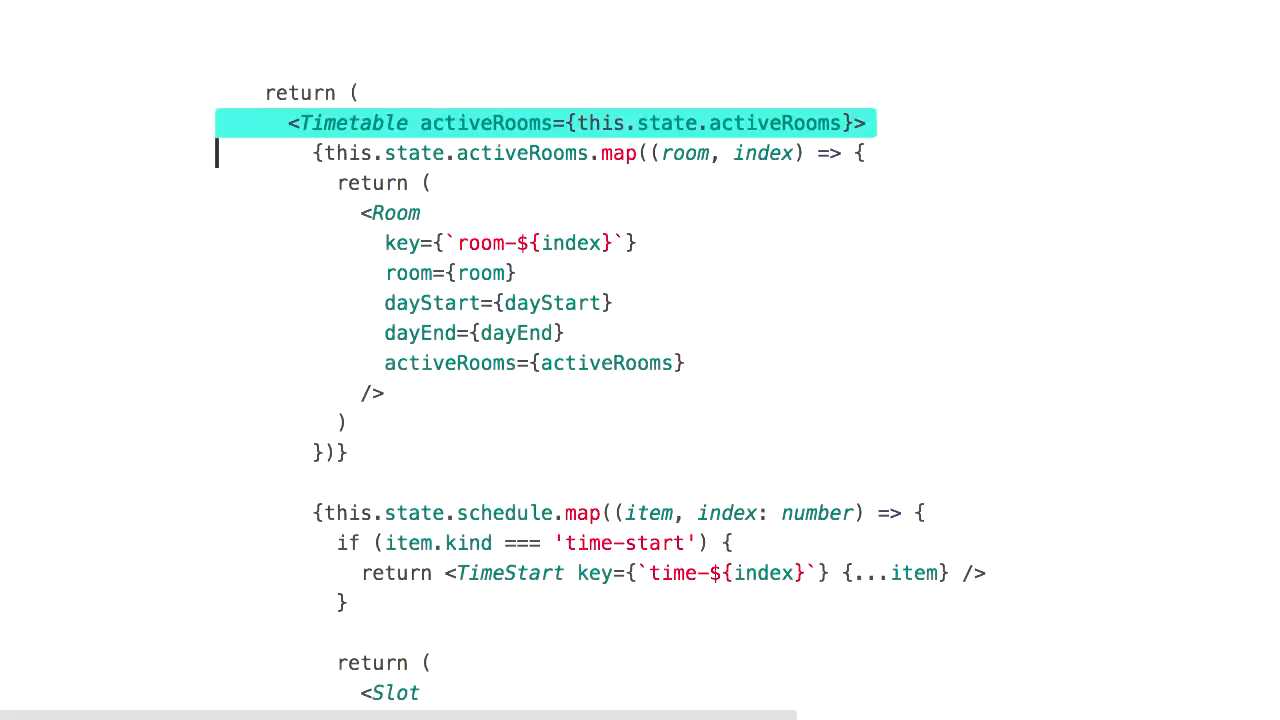 return (
<Timetable activeRooms={this.state.activeRooms}>
{this.state.activeRooms.map((room, index) => {
return (
<Room
key={`room-${index}`}
room={room}
dayStart={dayStart}
dayEnd={dayEnd}
activeRooms={activeRooms}
/>
)
})}
{this.state.schedule.map((item, index: number) => {
if (item.kind === 'time-start') {
return <TimeStart key={`time-${index}`} {...item} />
}
return (
<Slot